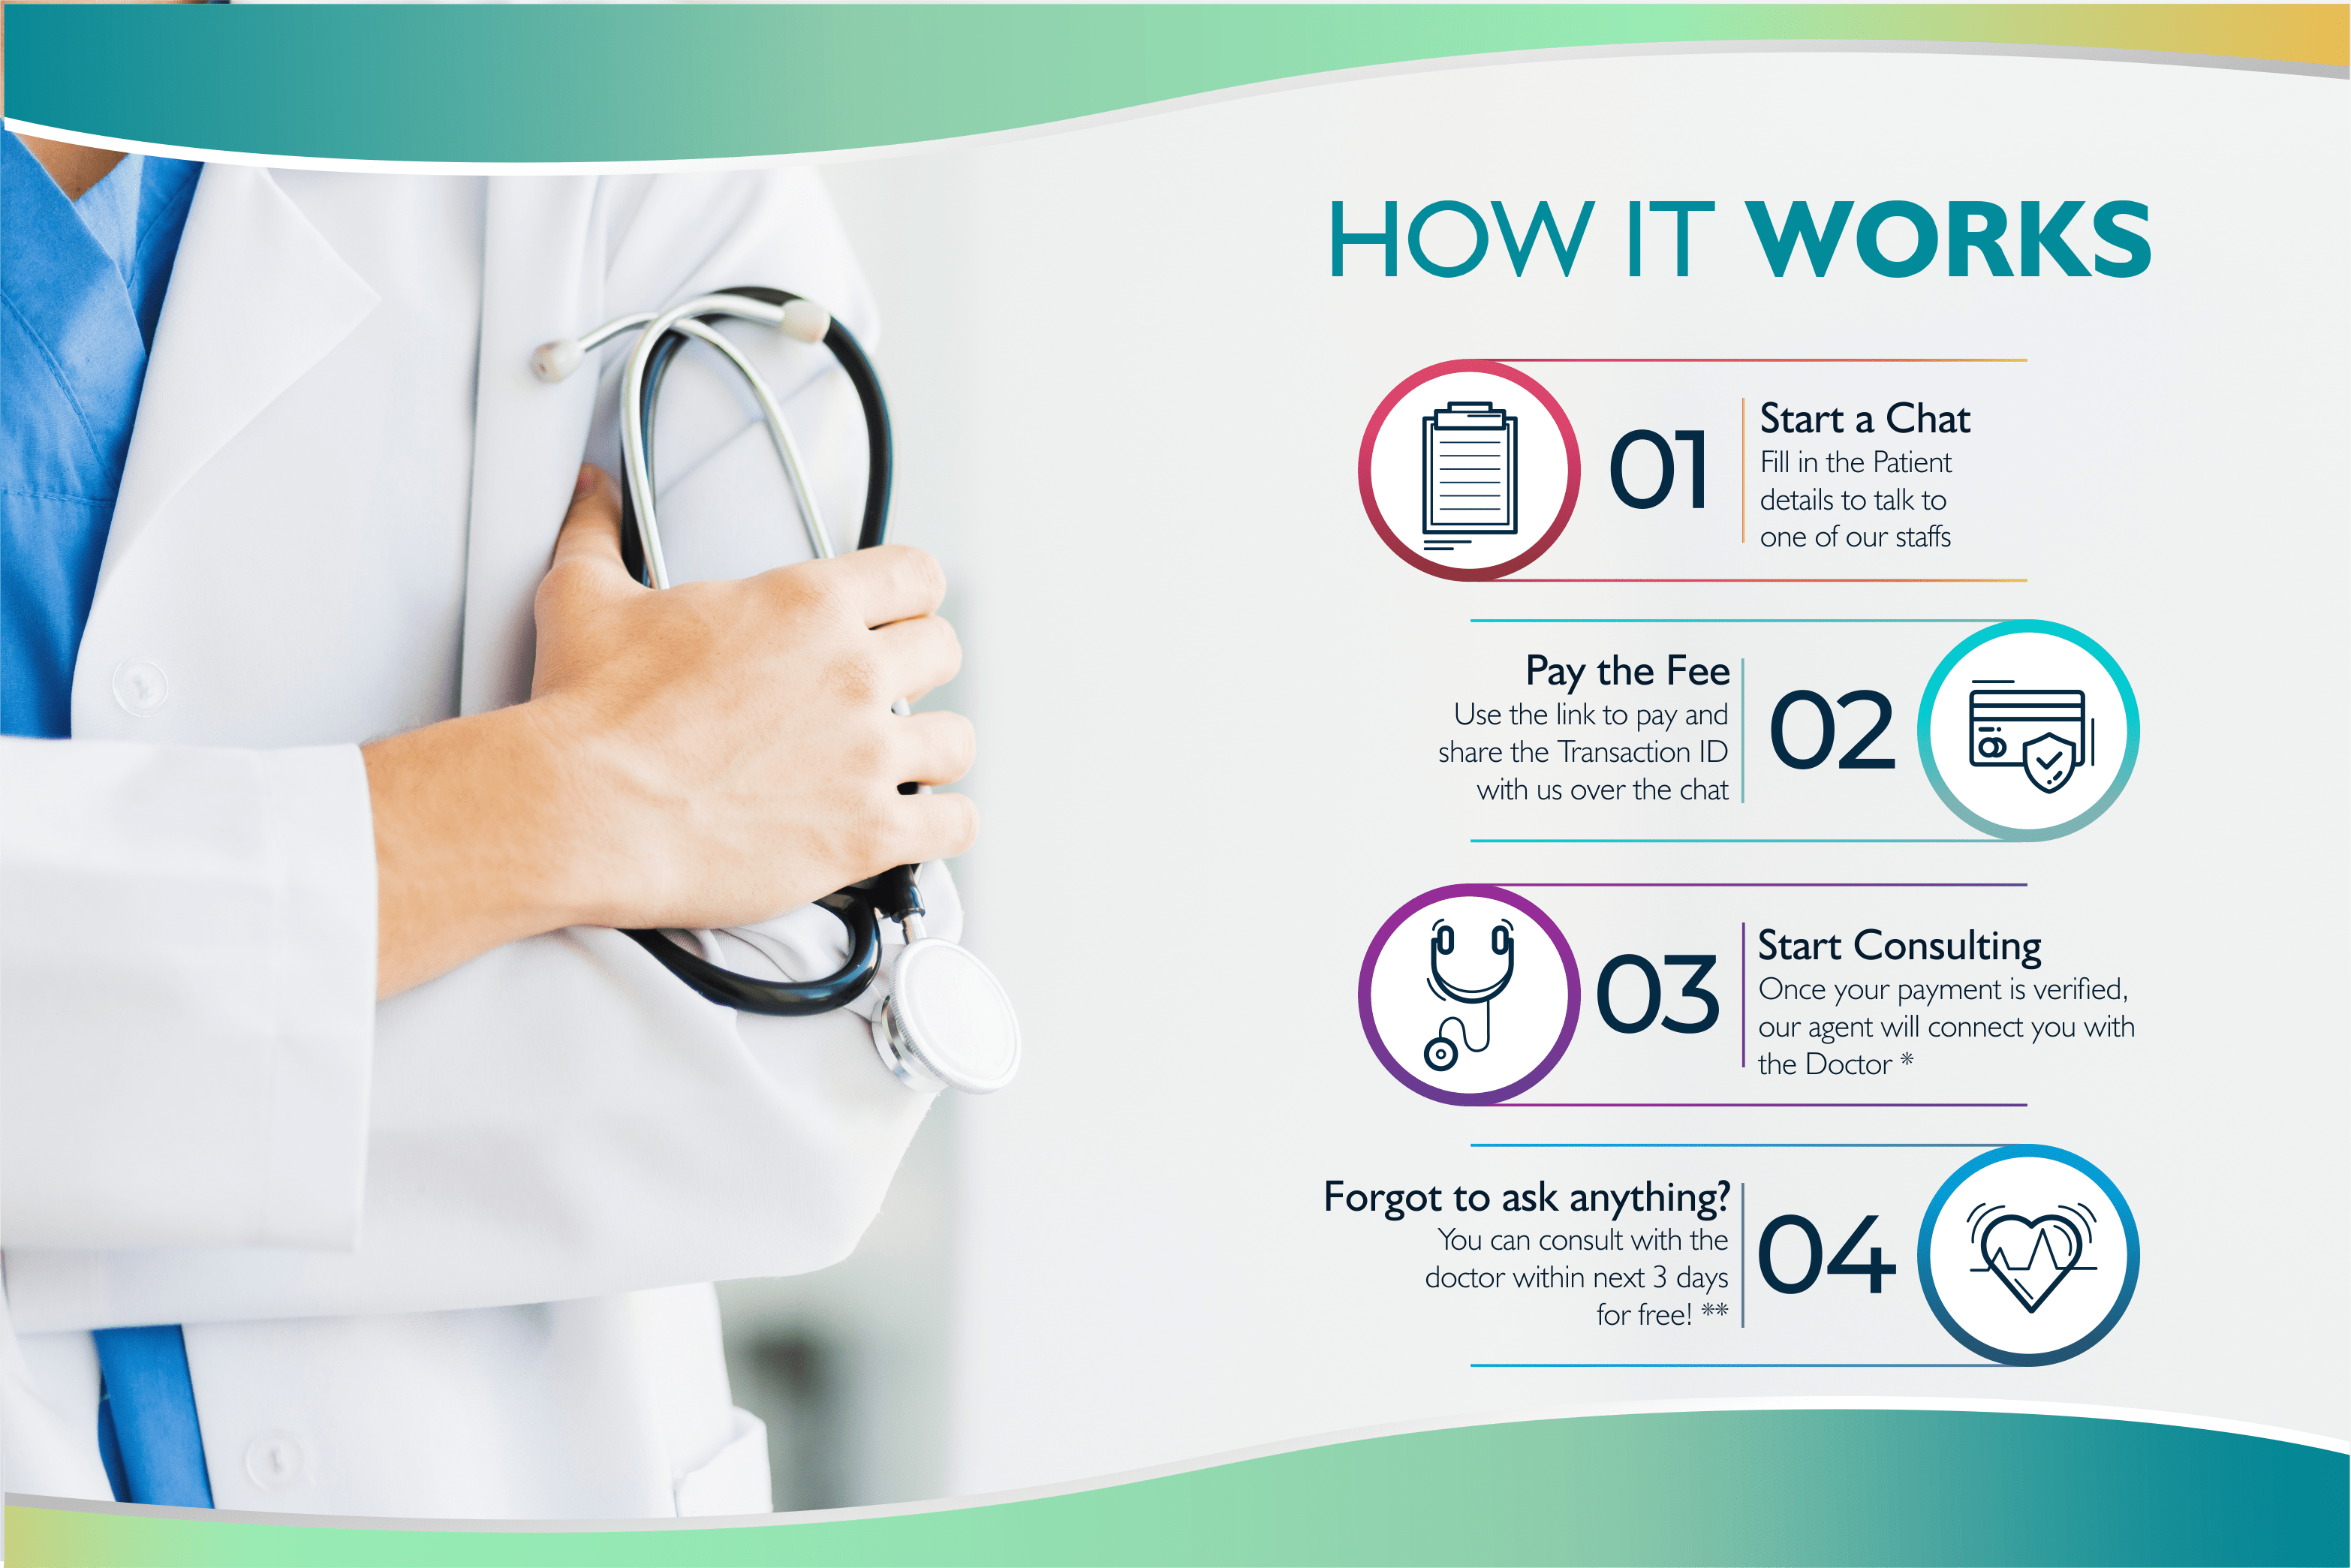 HOW IT WORKS
01
Start a Chat
Fill in the Patient
details to talk to
one of our staffs
Pay the Fee
Use the link to pay and
share the Transaction ID
with us over the chat
02
03
Start Consulting
Once your payment is verified,
our agent will connect you with
the Doctor *
Forgot to ask anything?
You can consult with the
doctor within next 3 days
for free! **
04